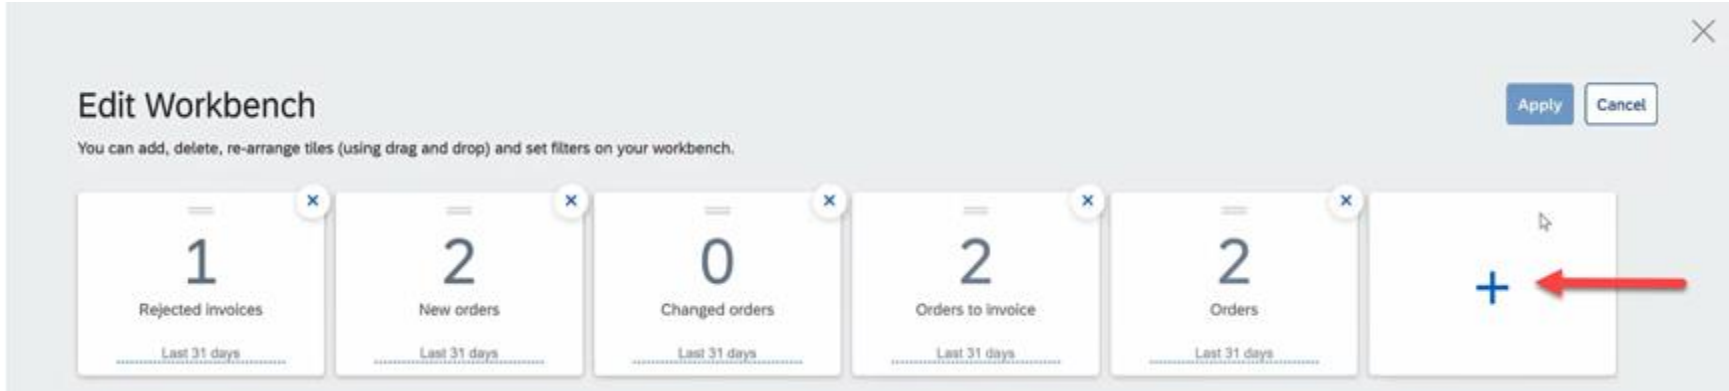 Edit Workbench
Apply
Cancel
You can add, delete, re-arrange tiles (using drag and drop) and set filters on your workbench.
1
Rejected invoices
Last 31 days
2
New orders
Last 31 days
0
Changed orders
Last 31 days
2
Orders to invoice
Last 31 days
2
Orders
Last 31 days